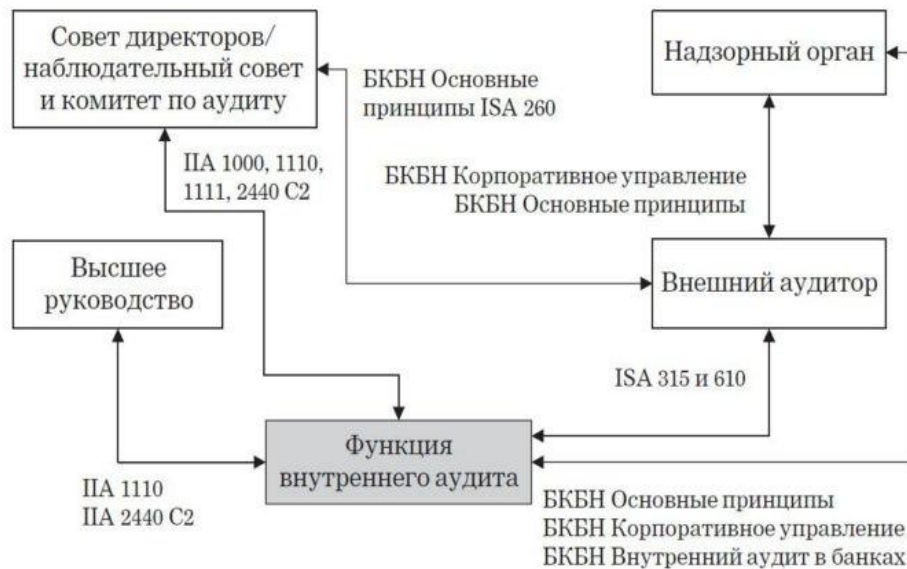 Совет директоров/
наблюдательный совет
и комитет по аудиту
Надзорный орган
БКБН Основные
принципы ISA 260
IIA 1000, 1110,
1111, 2440 C2
БКБН Корпоративное управление
БКБН Основные принципы
Высшее
руководство
Внешний аудитор
ISA 315 и 610
Функция
внутреннего аудита
IIA 1110
IIA 2440 C2
БКБН Основные принципы
БКБН Корпоративное управление
БКБН Внутренний аудит в банках